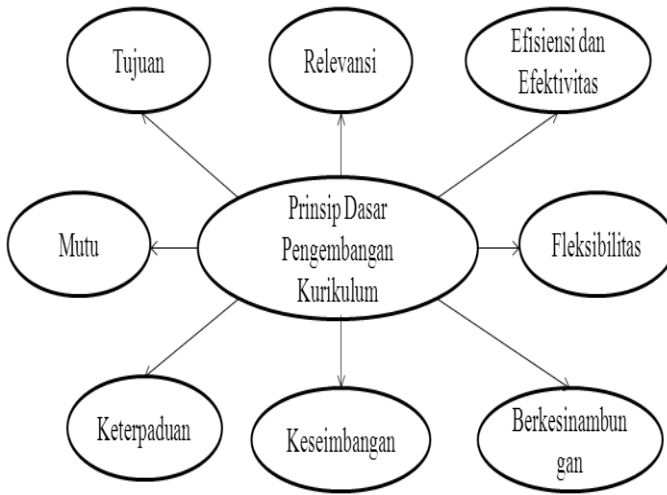 Tujuan
Relevansi
Efisiensi dan
Efektivitas
Mutu
Prinsip Dasar
Pengembangan
Kurikulum
Fleksibilitas
Keterpaduan
Keseimbangan
Berkesinambun
gan